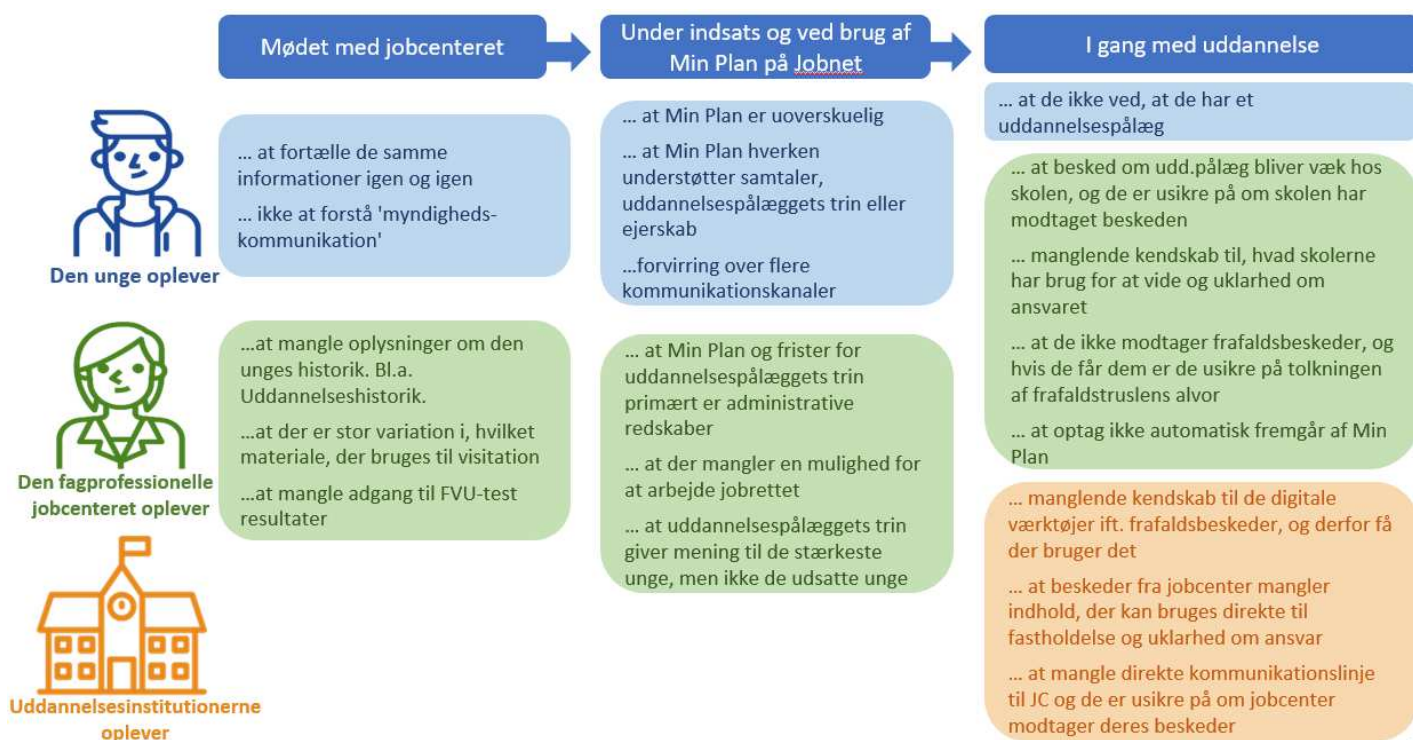 Mødet med jobcenteret
Under indsats og ved brug af
Min Plan på Jobnet
I gang med uddannelse
Den unge oplever
... at fortælle de samme
informationer igen og igen
... ikke at forstå 'myndigheds-
kommunikation'
... at Min Plan er uoverskuelig
... at Min Plan hverken
understøtter samtaler,
uddannelsespålæggets trin eller
ejerskab
...forvirring over flere
kommunikationskanaler
... at de ikke ved, at de har et
uddannelsespålæg
Den fagprofessionelle
jobcenteret oplever
...at mangle oplysninger om den
unges historik. Bl.a.
Uddannelseshistorik.
...at der er stor variation i, hvilket
materiale, der bruges til visitation
...at mangle adgang til FVU-test
resultater
... at Min Plan og frister for
uddannelsespålæggets trin
primært er administrative
redskaber
... at der mangler en mulighed for
at arbejde jobrettet
... at uddannelsespålæggets trin
giver mening til de stærkeste
unge, men ikke de udsatte unge
... at besked om udd.pålæg bliver væk hos
skolen, og de er usikre på om skolen har
modtaget beskeden
... manglende kendskab til, hvad skolerne
har brug for at vide og uklarhed om
ansvaret
... at de ikke modtager frafaldsbeskeder, og
hvis de får dem er de usikre på tolkningen
af frafaldstruslens alvor
... at optag ikke automatisk fremgår af Min
Plan
Uddannelsesinstitutionerne
oplever
... manglende kendskab til de digitale
værktøjer ift. frafaldsbeskeder, og derfor få
der bruger det
... at beskeder fra jobcenter mangler
indhold, der kan bruges direkte til
fastholdelse og uklarhed om ansvar
... at mangle direkte kommunikationslinje
til JC og de er usikre på om jobcenter
modtager deres beskeder